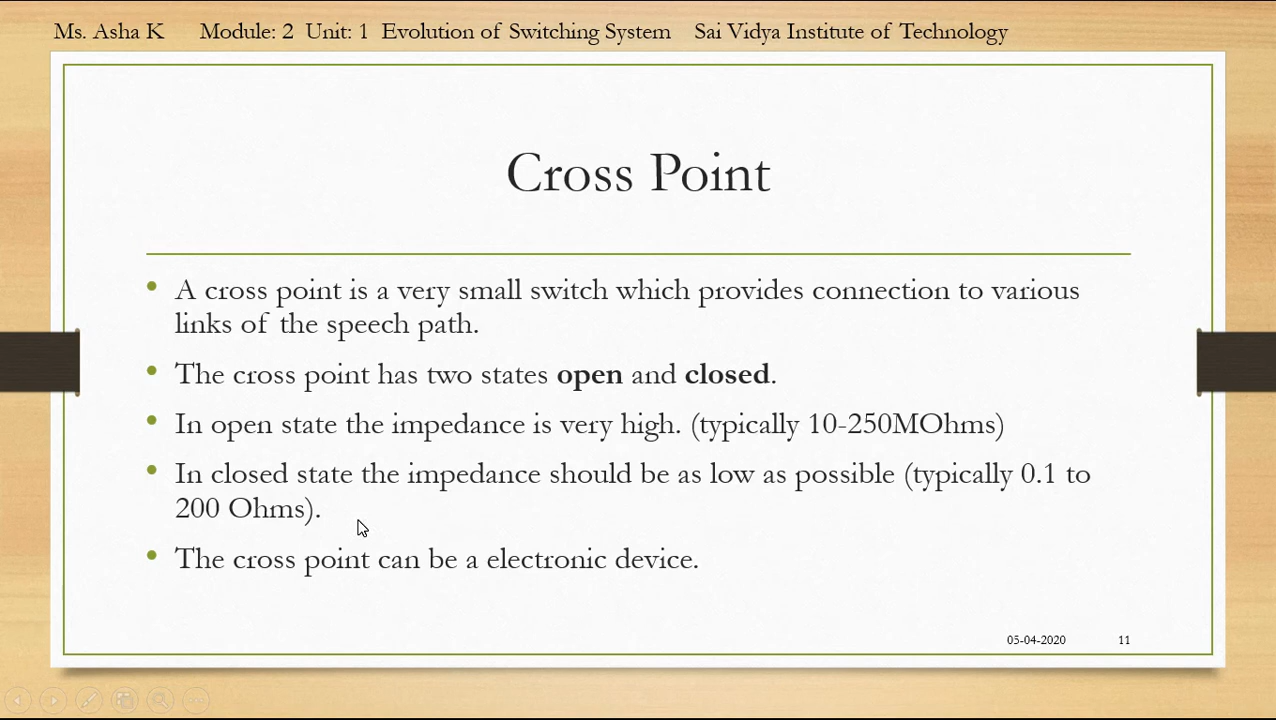 Ms. Asha K Module: 2 Unit: 1 Evolution of Switching System Sai Vidya Institute of Technology
Cross Point
• A cross point is a very small switch which provides connection to various
links of the speech path.
• The cross point has two states open and closed.
• In open state the impedance is very high. (typically 10-250MOhms)
• In closed state the impedance should be as low as possible (typically 0.1 to
200 Ohms).
• The cross point can be a electronic device.
05-04-2020 11